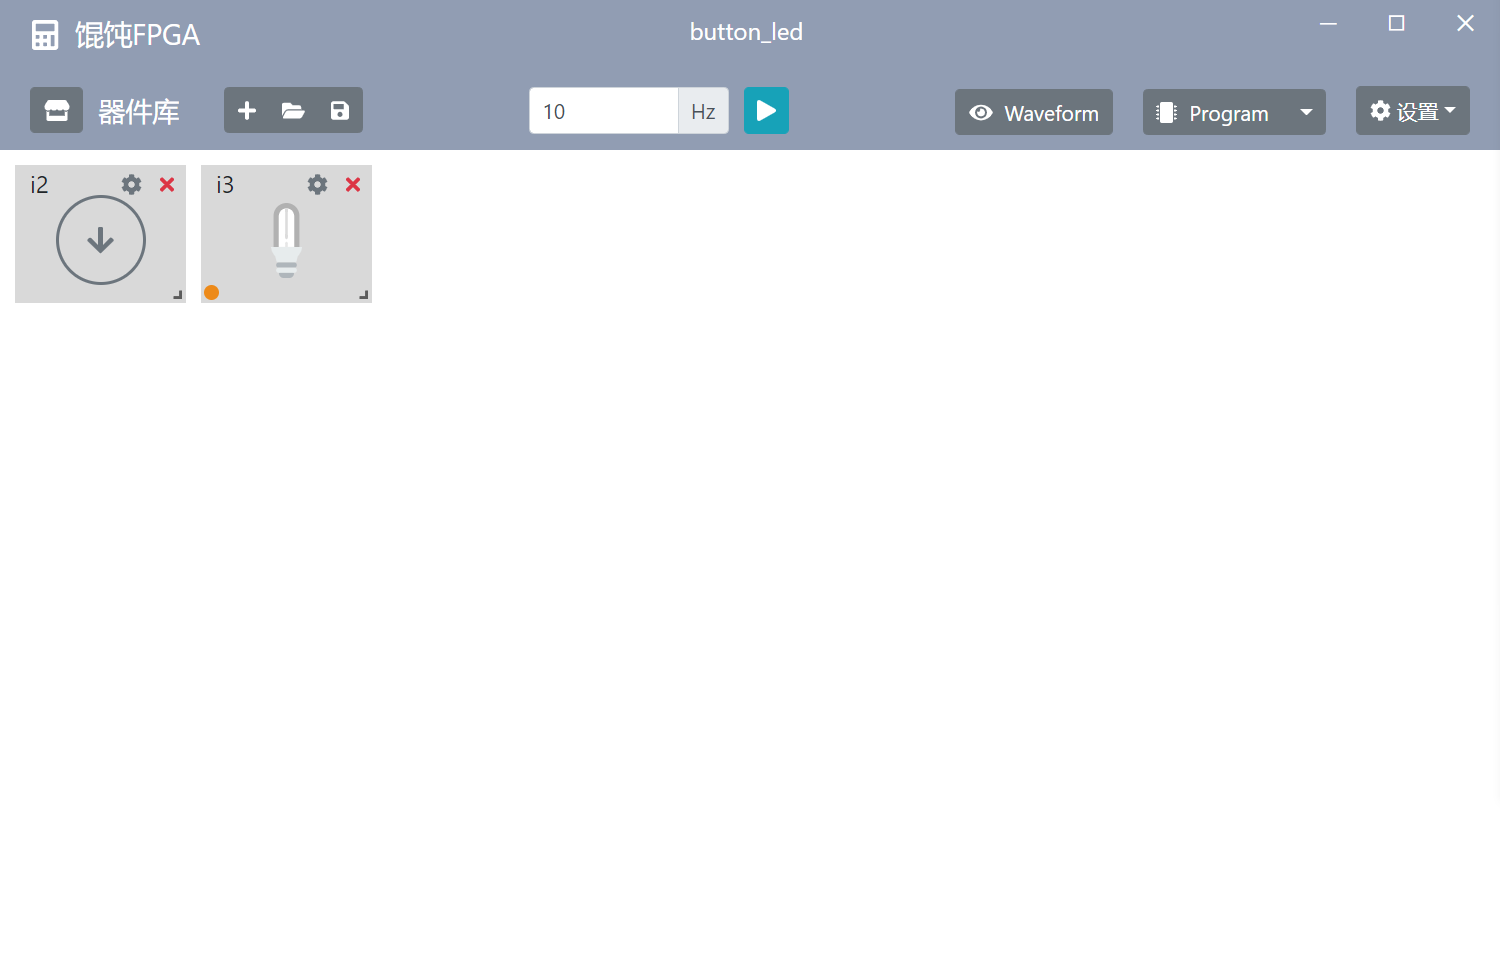 馄饨FPGA
button_led
器件库
10 Hz
Waveform
Program
设置
i2
i3